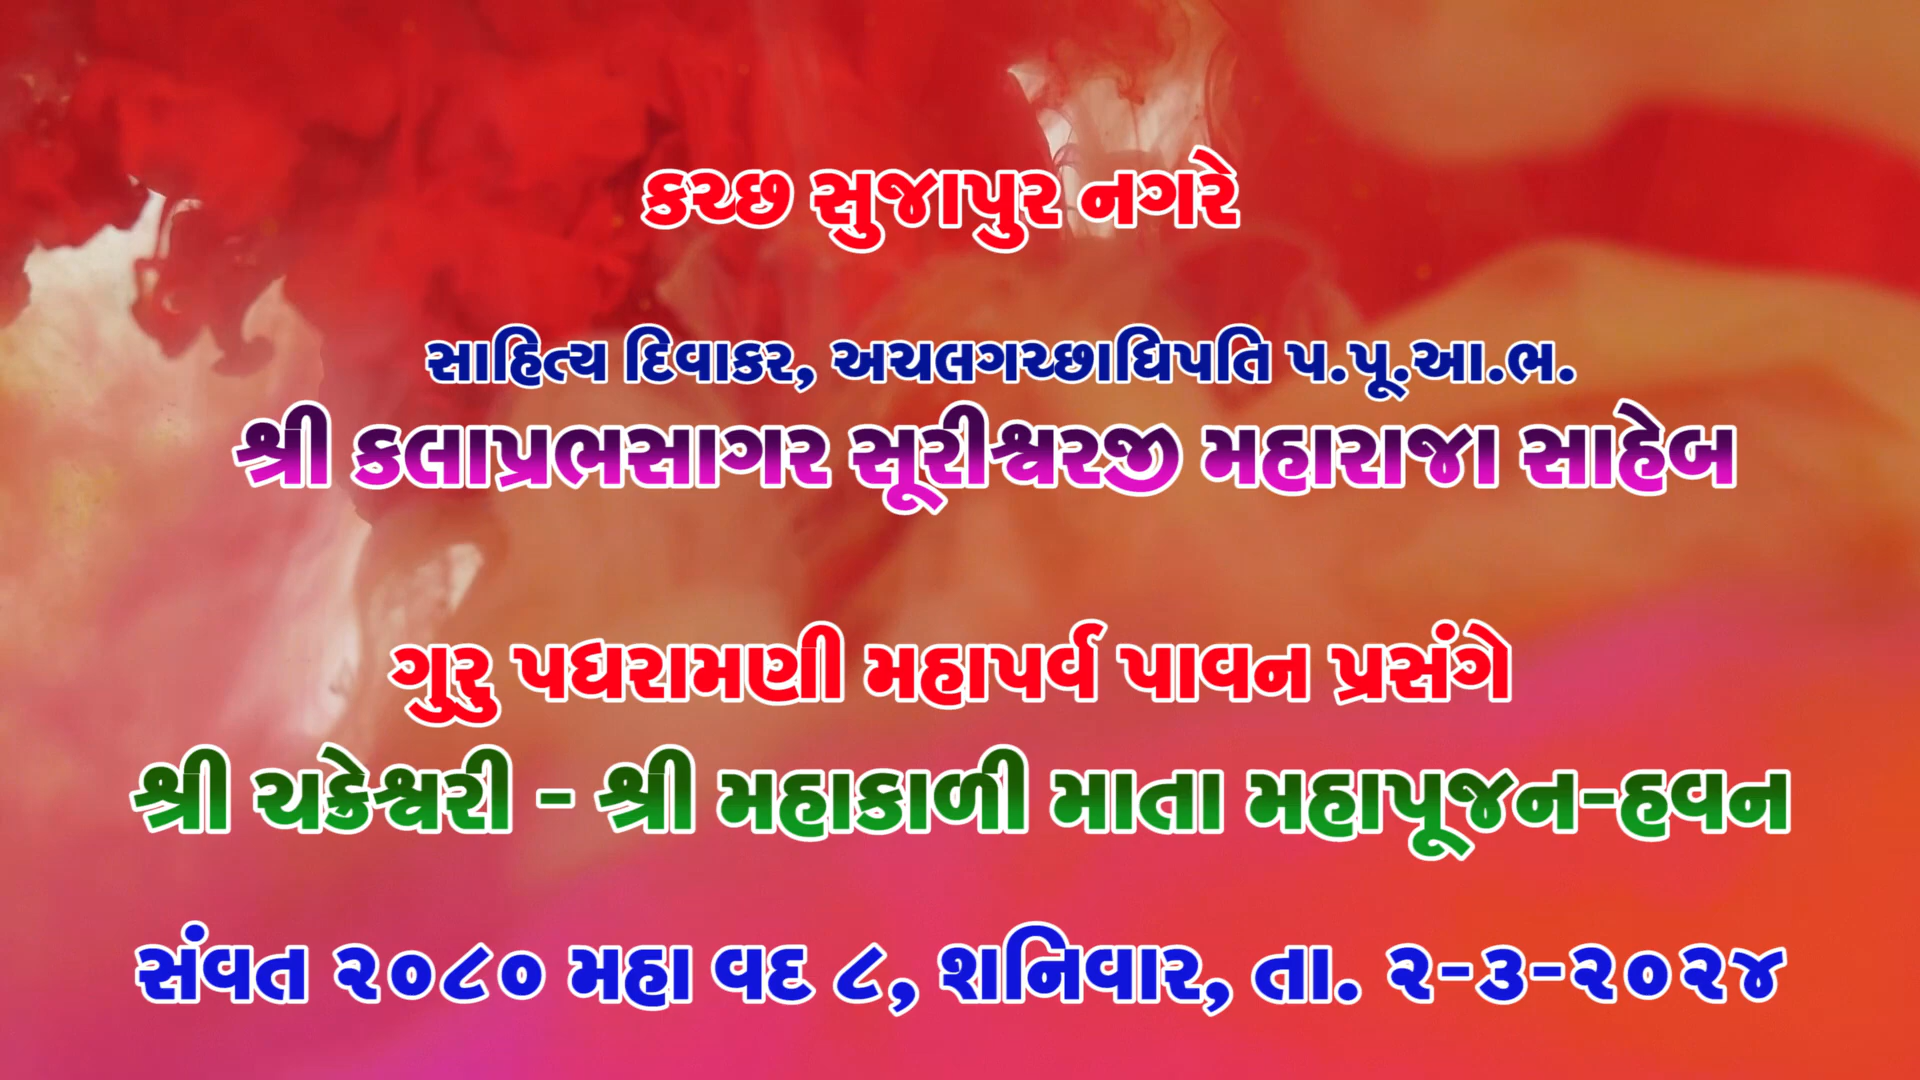 કચ્છ સુજાપુર નગરે
સાહિત્ય દિવાકર, અચલગચ્છાધિપતિ પ.પૂ.આ.ભ.
શ્રી કલાપ્રભસાગર સૂરીશ્વરજી મહારાજા સાહેબ
ગુરુ પધરામણી મહાપર્વ પાવન પ્રસંગે
શ્રી ચક્રેશ્વરી - શ્રી મહાકાળી માતા મહાપૂજન-હવન
સંવત ૨૦૮૦ મહા વદ ૮, શનિવાર, તા. ૨-૩-૨૦૨૪